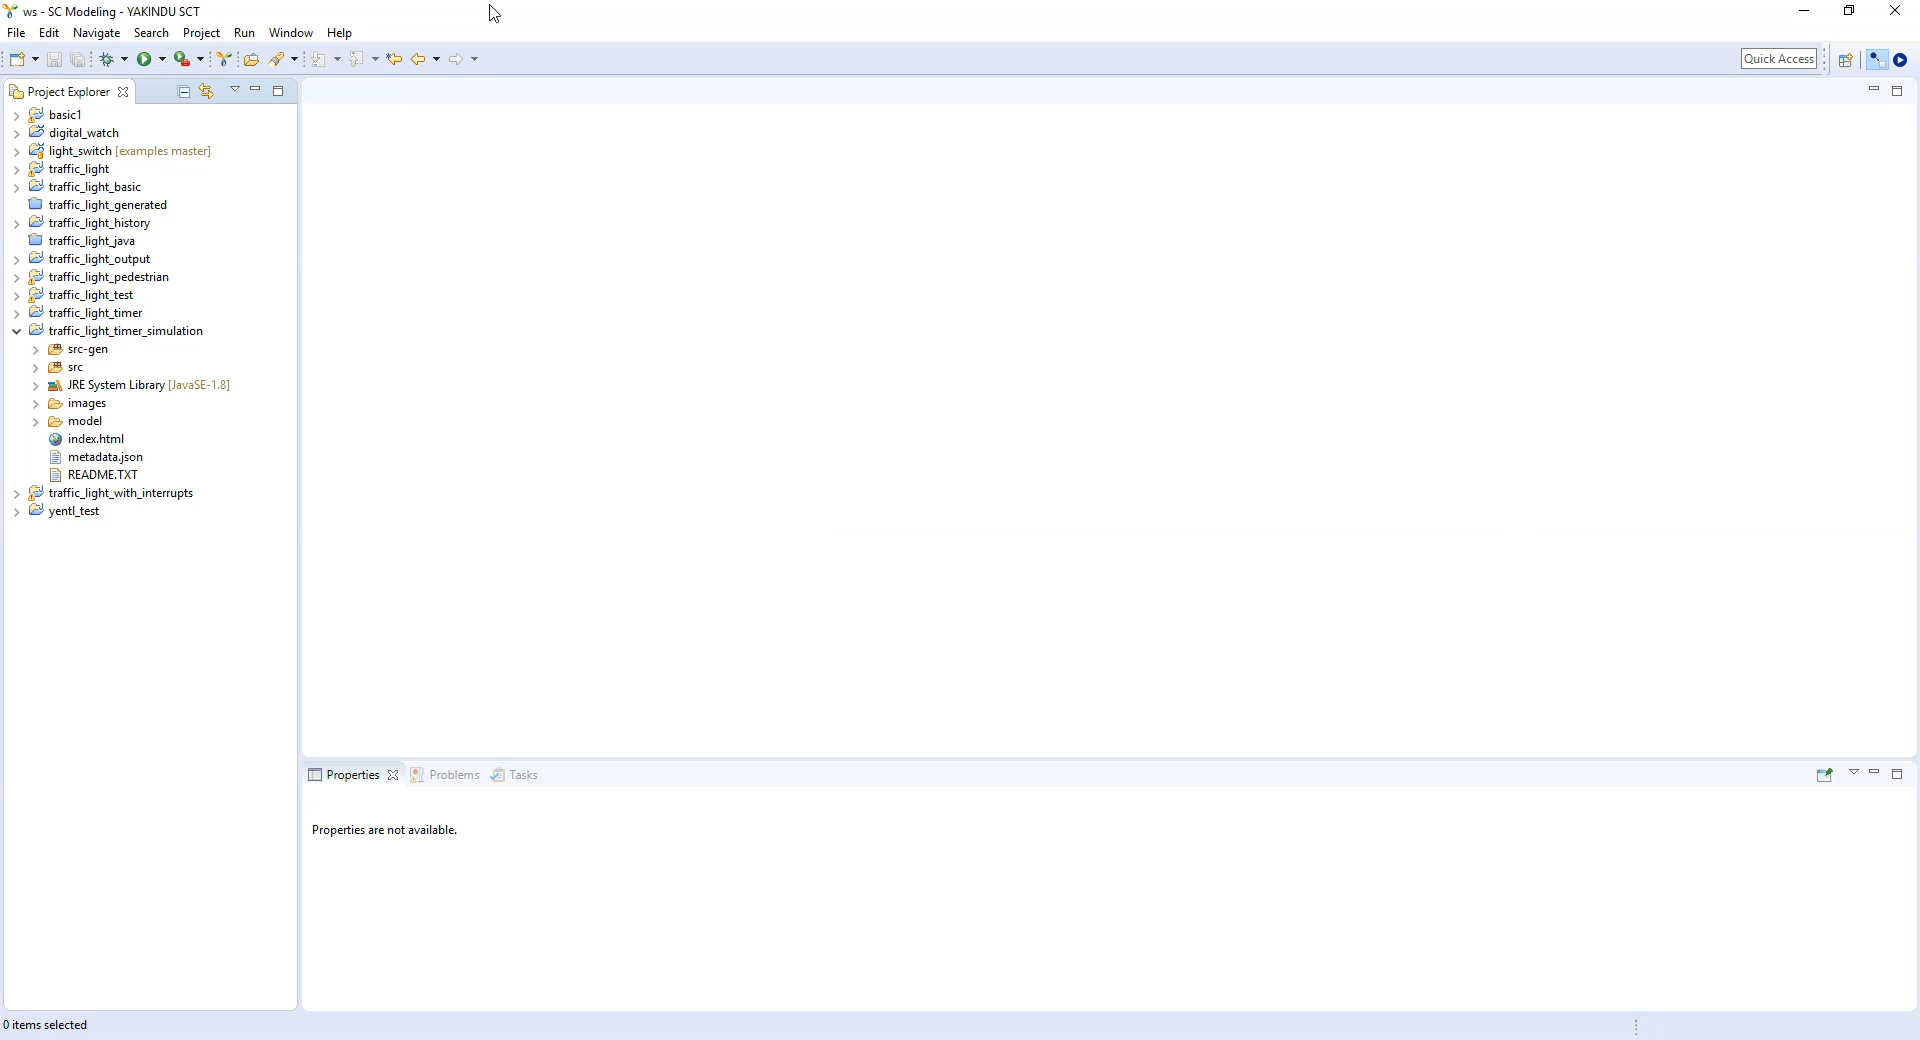 ws - SC Modeling - YAKINDU SCT
File Edit Navigate Search Project Run Window Help
Quick Access
Project Explorer
basic1
digital_watch
light_switch [examples master]
traffic_light
traffic_light_basic
traffic_light_generated
traffic_light_history
traffic_light_java
traffic_light_output
traffic_light_pedestrian
traffic_light_test
traffic_light_timer
traffic_light_timer_simulation
src-gen
src
JRE System Library [JavaSE-1.8]
images
model
index.html
metadata.json
README.TXT
traffic_light_with_interrupts
yentl_test
Properties Problems Tasks
Properties are not available.
0 items selected